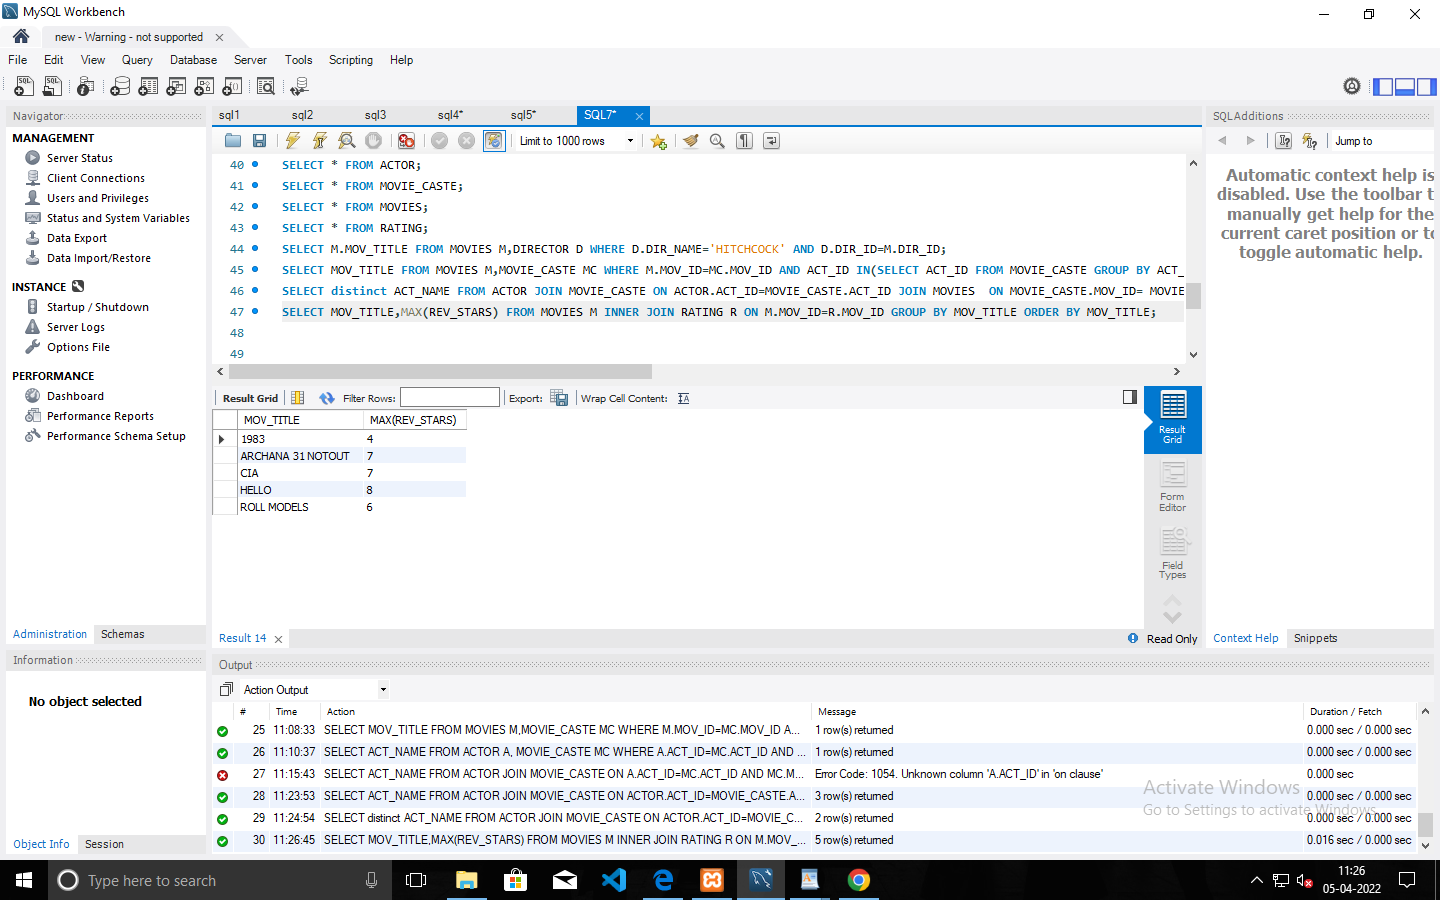 MySQL Workbench
new - Warning - not supported
File Edit View Query Database Server Tools Scripting Help
Navigator
MANAGEMENT
Server Status
Client Connections
Users and Privileges
Status and System Variables
Data Export
Data Import/Restore
INSTANCE
Startup / Shutdown
Server Logs
Options File
PERFORMANCE
Dashboard
Performance Reports
Performance Schema Setup
Administration Schemas
Information
No object selected
Object Info Session
sql1 sql2 sql3 sql4* sql5* SQL7*
Limit to 1000 rows
40 SELECT * FROM ACTOR;
41 SELECT * FROM MOVIE_CASTE;
42 SELECT * FROM MOVIES;
43 SELECT * FROM RATING;
44 SELECT M.MOV_TITLE FROM MOVIES M,DIRECTOR D WHERE D.DIR_NAME='HITCHCOCK' AND D.DIR_ID=M.DIR_ID;
45 SELECT MOV_TITLE FROM MOVIES M,MOVIE_CASTE MC WHERE M.MOV_ID=MC.MOV_ID AND ACT_ID IN(SELECT ACT_ID FROM MOVIE_CASTE GROUP BY ACT_
46 SELECT distinct ACT_NAME FROM ACTOR JOIN MOVIE_CASTE ON ACTOR.ACT_ID=MOVIE_CASTE.ACT_ID JOIN MOVIES ON MOVIE_CASTE.MOV_ID= MOVIE
47 SELECT MOV_TITLE,MAX(REV_STARS) FROM MOVIES M INNER JOIN RATING R ON M.MOV_ID=R.MOV_ID GROUP BY MOV_TITLE ORDER BY MOV_TITLE;
48
49
Result Grid Filter Rows: Export: Wrap Cell Content:
MOV_TITLE MAX(REV_STARS)
1983 4
ARCHANA 31 NOTOUT 7
CIA 7
HELLO 8
ROLL MODELS 6
Result
Grid
Form
Editor
Field
Types
Result 14 Read Only
SQLAdditions
Jump to
Automatic context help is
disabled. Use the toolbar t
manually get help for the
current caret position or to
toggle automatic help.
Context Help Snippets
Output
Action Output
# Time Action Message Duration / Fetch
25 11:08:33 SELECT MOV_TITLE FROM MOVIES M,MOVIE_CASTE MC WHERE M.MOV_ID=MC.MOV_ID A... 1 row(s) returned 0.000 sec / 0.000 sec
26 11:10:37 SELECT ACT_NAME FROM ACTOR A, MOVIE_CASTE MC WHERE A.ACT_ID=MC.ACT_ID AND ... 1 row(s) returned 0.000 sec / 0.000 sec
27 11:15:43 SELECT ACT_NAME FROM ACTOR JOIN MOVIE_CASTE ON A.ACT_ID=MC.ACT_ID AND MC.M... Error Code: 1054. Unknown column 'A.ACT_ID' in 'on clause' 0.000 sec
28 11:23:53 SELECT ACT_NAME FROM ACTOR JOIN MOVIE_CASTE ON ACTOR.ACT_ID=MOVIE_CASTE.A... 3 row(s) returned 0.000 sec / 0.000 sec
29 11:24:54 SELECT distinct ACT_NAME FROM ACTOR JOIN MOVIE_CASTE ON ACTOR.ACT_ID=MOVIE_C... 2 row(s) returned 0.000 sec / 0.000 sec
30 11:26:45 SELECT MOV_TITLE,MAX(REV_STARS) FROM MOVIES M INNER JOIN RATING R ON M.MOV_... 5 row(s) returned 0.016 sec / 0.000 sec
Activate Windows
Go to Settings to activate Windows.
Type here to search
11:26
05-04-2022